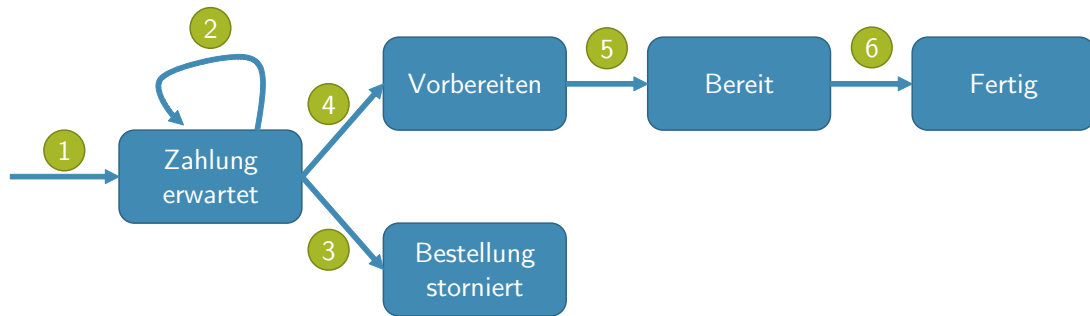 2
5
6
4
Vorbereiten
Bereit
Fertig
1
Zahlung
erwartet
3
Bestellung
storniert